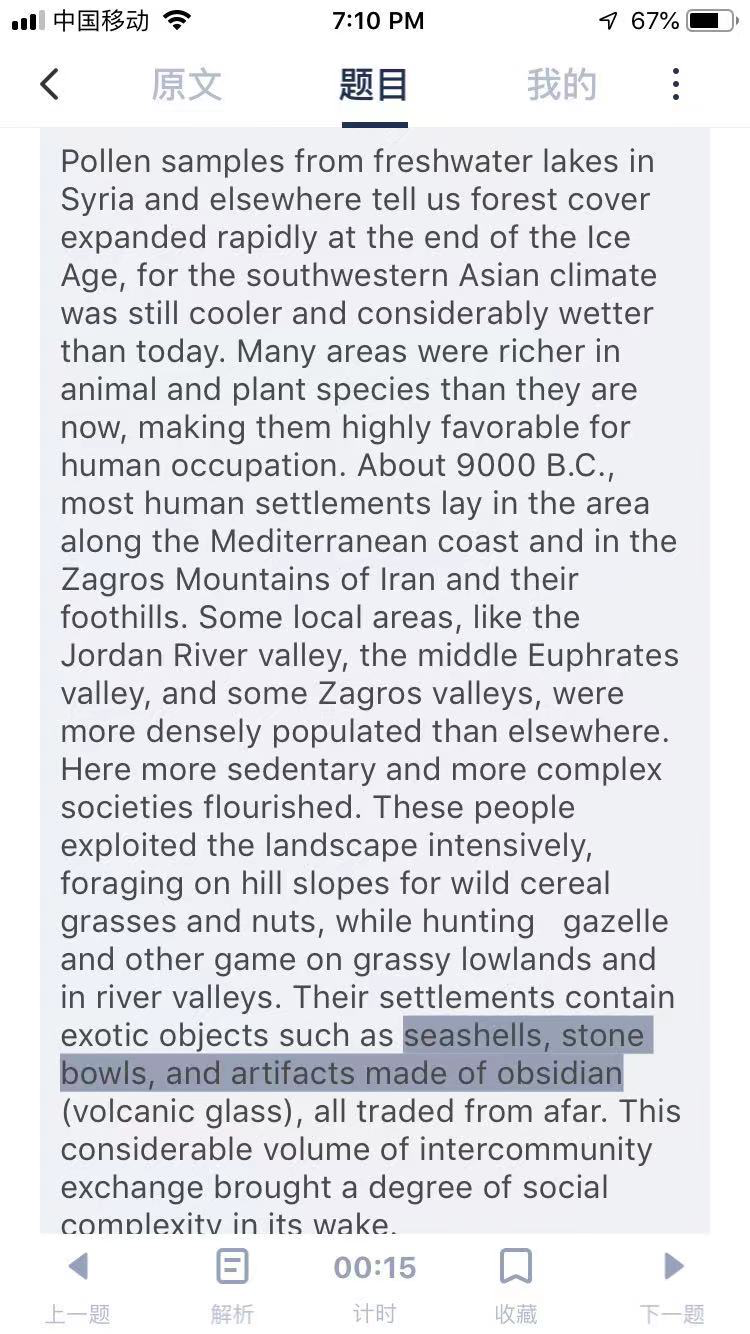 中国移动 7:10 PM 67%
原文 题目 我的
Pollen samples from freshwater lakes in
Syria and elsewhere tell us forest cover
expanded rapidly at the end of the Ice
Age, for the southwestern Asian climate
was still cooler and considerably wetter
than today. Many areas were richer in
animal and plant species than they are
now, making them highly favorable for
human occupation. About 9000 B.C.,
most human settlements lay in the area
along the Mediterranean coast and in the
Zagros Mountains of Iran and their
foothills. Some local areas, like the
Jordan River valley, the middle Euphrates
valley, and some Zagros valleys, were
more densely populated than elsewhere.
Here more sedentary and more complex
societies flourished. These people
exploited the landscape intensively,
foraging on hill slopes for wild cereal
grasses and nuts, while hunting gazelle
and other game on grassy lowlands and
in river valleys. Their settlements contain
exotic objects such as seashells, stone
bowls, and artifacts made of obsidian
(volcanic glass), all traded from afar. This
considerable volume of intercommunity
exchange brought a degree of social
complexity in its wake.
00:15
上一题 解析 计时 收藏 下一题